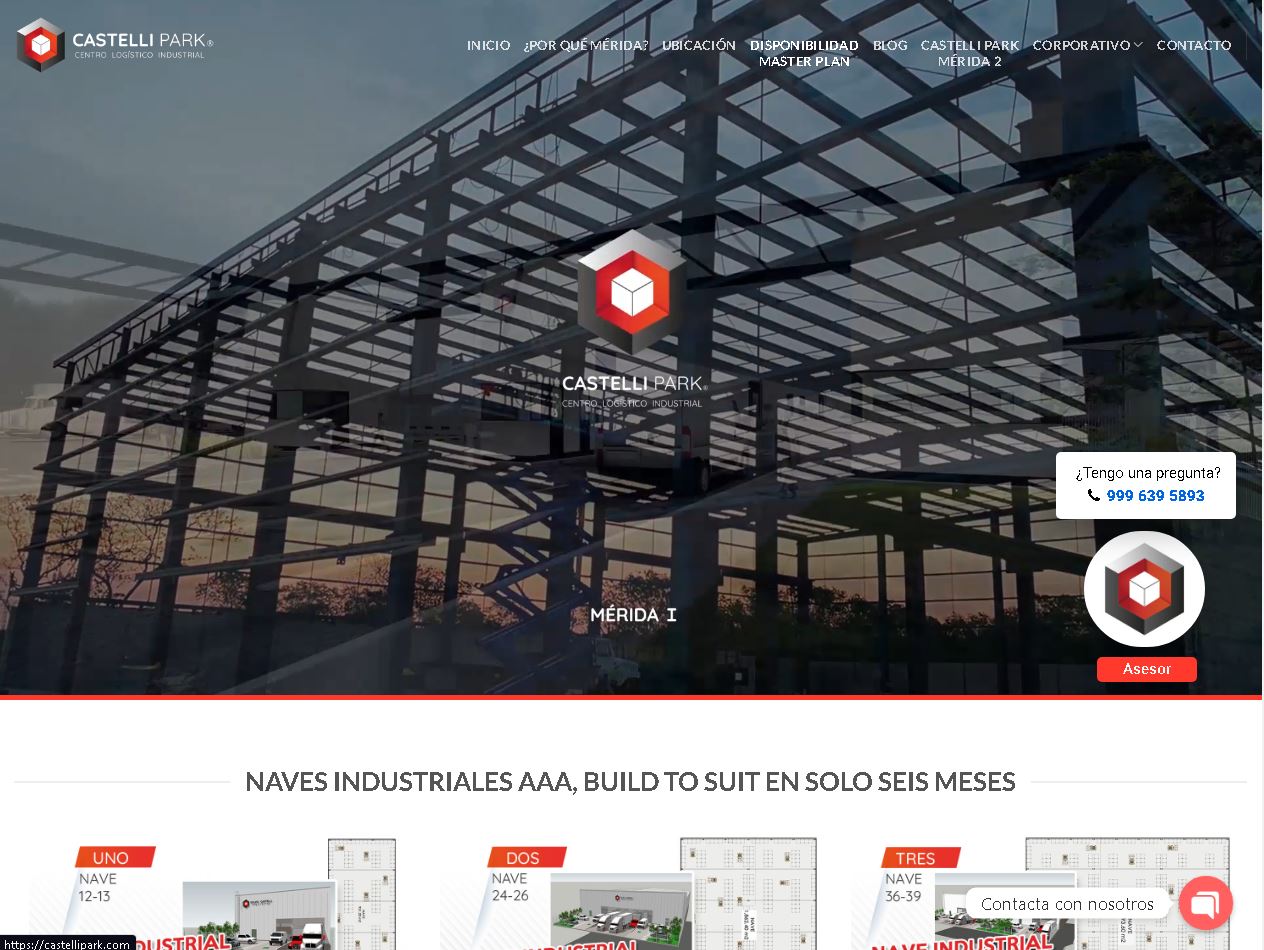 CASTELLI PARK®
CENTRO LOGÍSTICO INDUSTRIAL
INICIO
¿POR QUÉ MÉRIDA?
UBICACIÓN
DISPONIBILIDAD
MASTER PLAN
BLOG
CASTELLI PARK
MÉRIDA 2
CORPORATIVO
CONTACTO
CASTELLI PARK®
CENTRO LOGÍSTICO INDUSTRIAL
¿Tengo una pregunta?
999 639 5893
MÉRIDA I
Asesor
NAVES INDUSTRIALES AAA, BUILD TO SUIT EN SOLO SEIS MESES
UNO
NAVE
12-13
DOS
NAVE
24-26
TRES
NAVE
36-39
Contacta con nosotros
NAVE INDUSTRIAL
https://castellipark.com